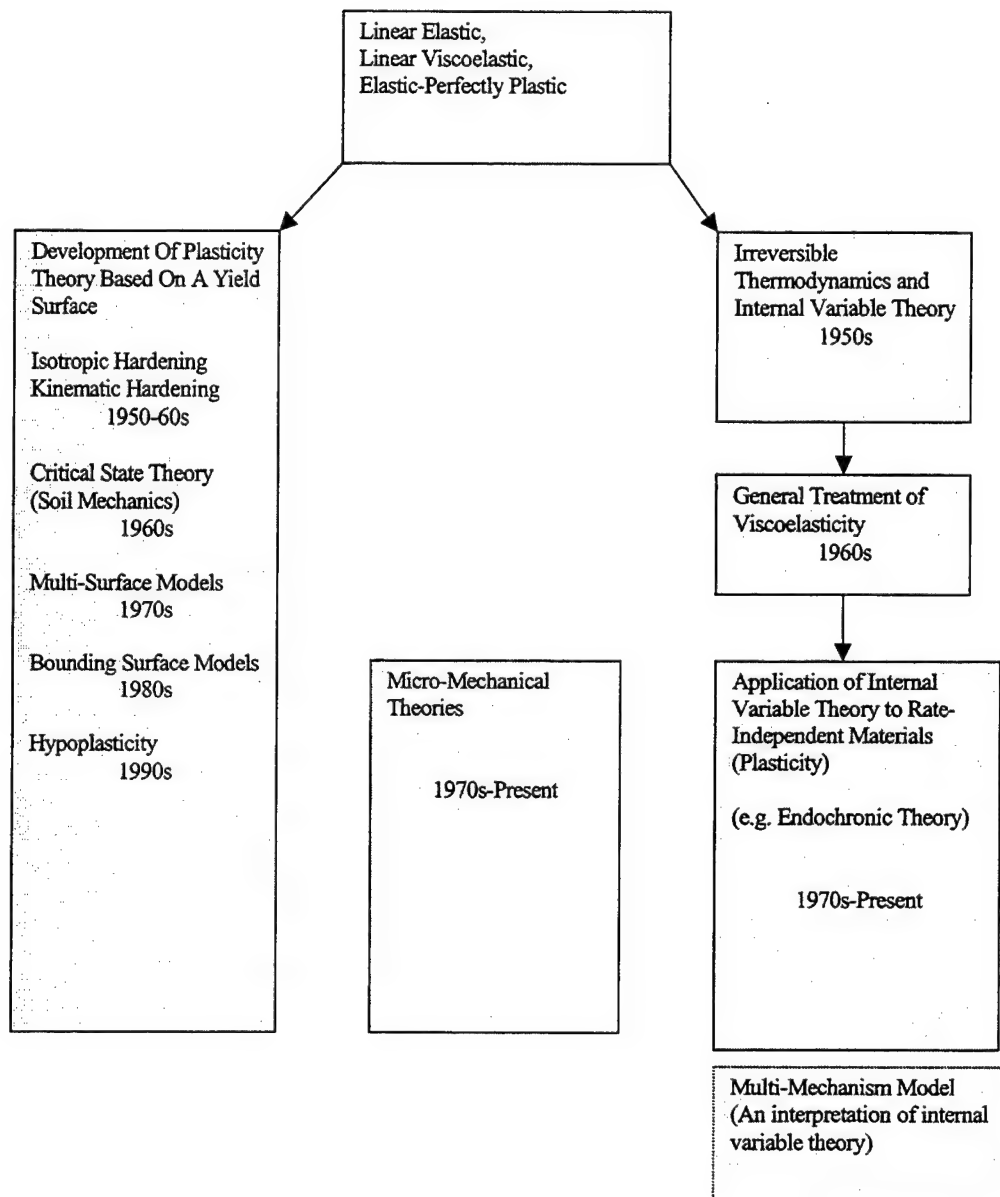 Linear Elastic,
Linear Viscoelastic,
Elastic-Perfectly Plastic
Development Of Plasticity
Theory Based On A Yield
Surface
Isotropic Hardening
Kinematic Hardening
1950-60s
Critical State Theory
(Soil Mechanics)
1960s
Multi-Surface Models
1970s
Bounding Surface Models
1980s
Hypoplasticity
1990s
Micro-Mechanical
Theories
1970s-Present
Irreversible
Thermodynamics and
Internal Variable Theory
1950s
General Treatment of
Viscoelasticity
1960s
Application of Internal
Variable Theory to Rate-
Independent Materials
(Plasticity)
(e.g. Endochronic Theory)
1970s-Present
Multi-Mechanism Model
(An interpretation of internal
variable theory)